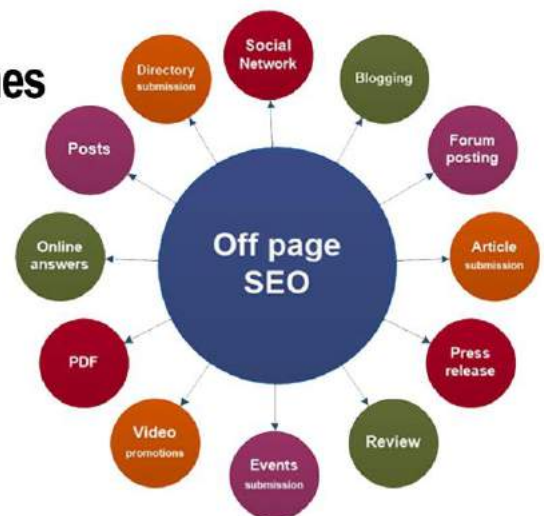 Social
Network
Blogging
Forum
posting
Article
submission
Press
release
Review
Events
submission
Video
promotions
PDF
Online
answers
Posts
Directory
submission
Off page
SEO